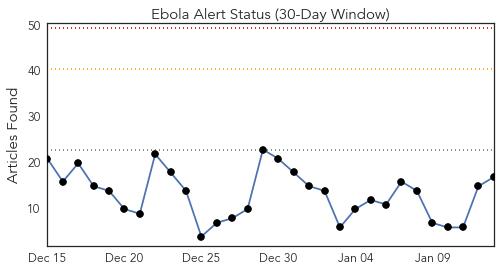 Ebola Alert Status (30-Day Window)
50
40
30
20
10
Articles Found
Dec 15 Dec 20 Dec 25 Dec 30 Jan 04 Jan 09